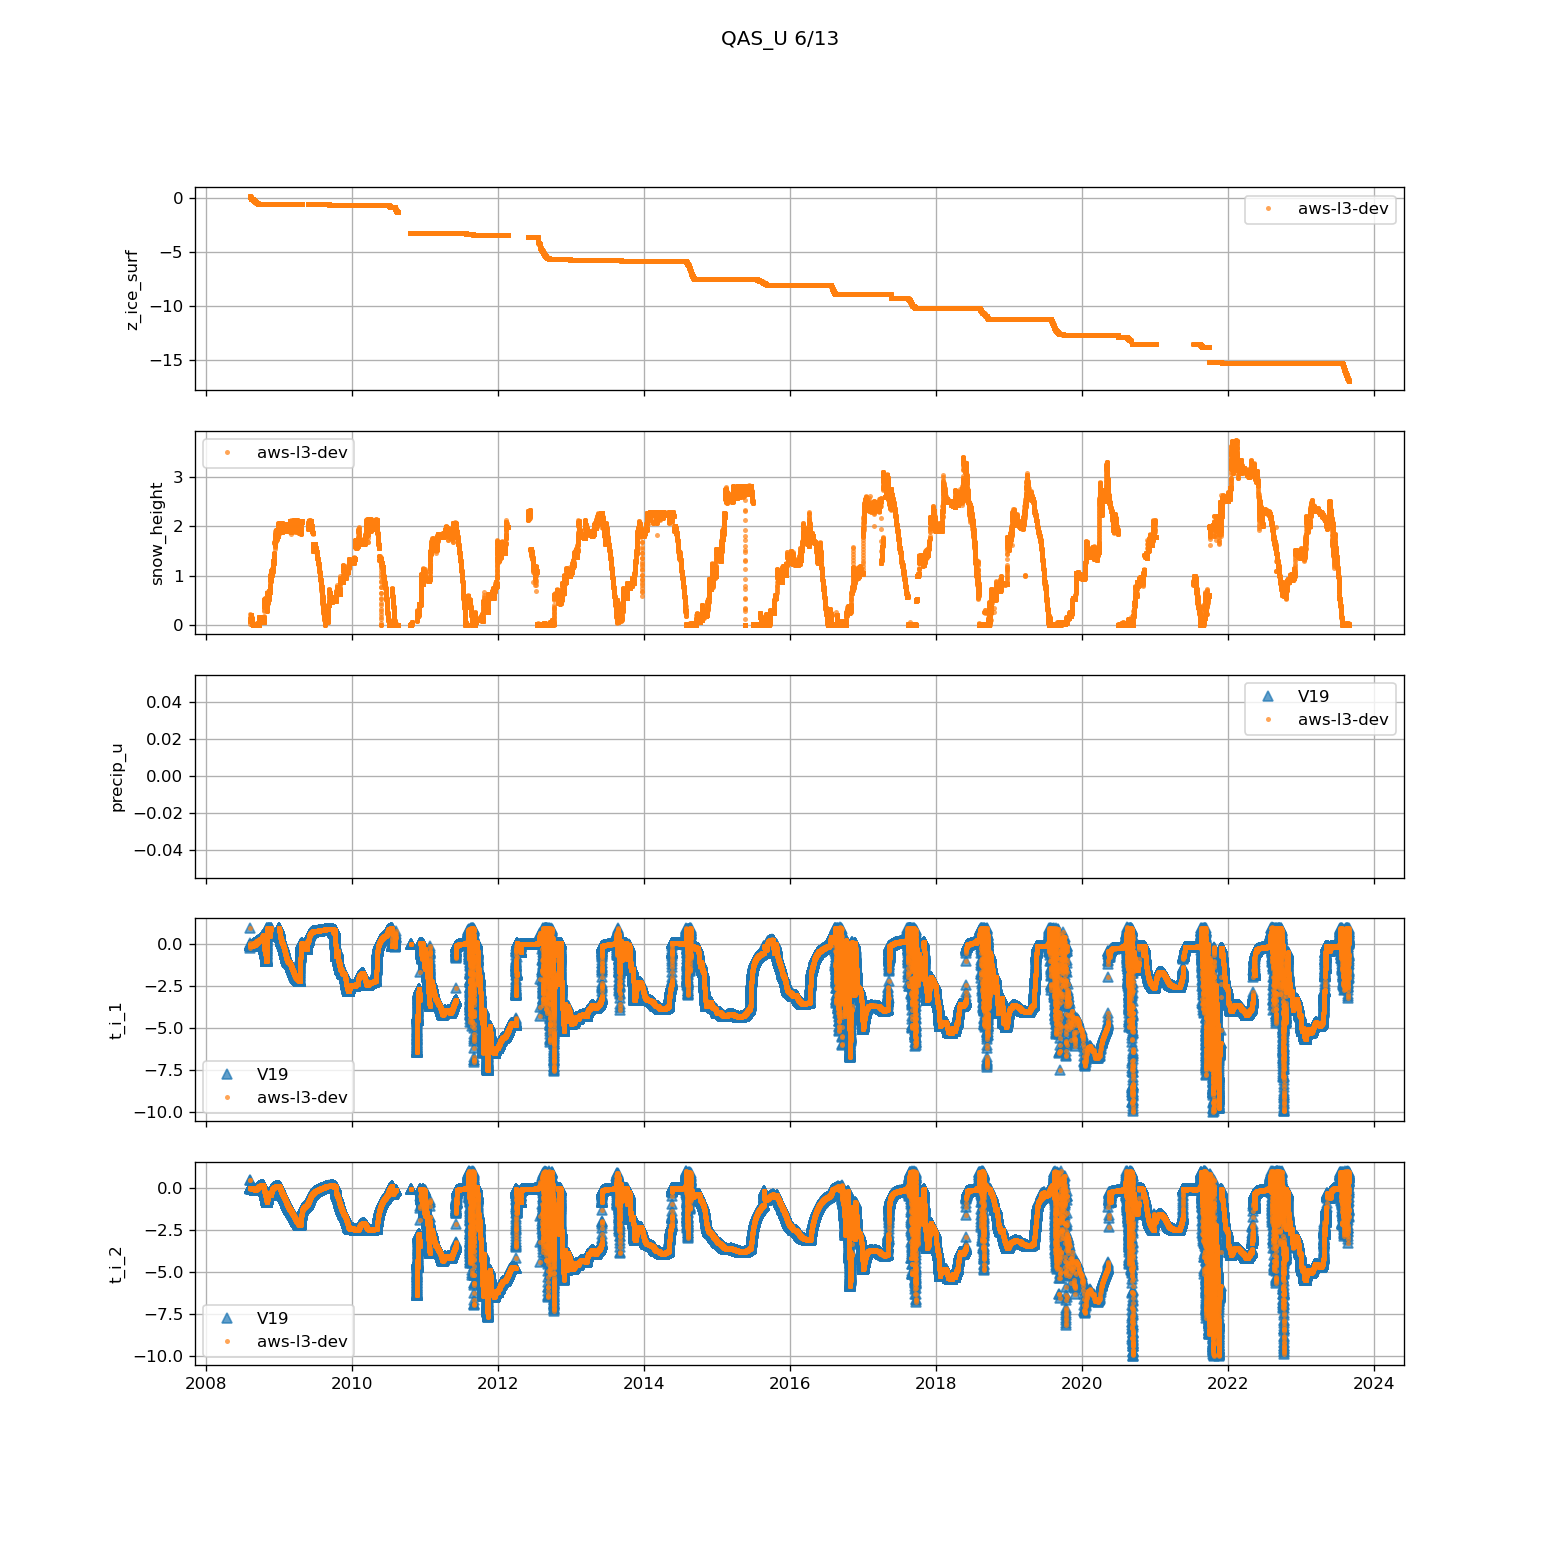 QAS_U 6/13
0
−5
−10
−15
z_ice_surf
aws-l3-dev
3
2
1
0
snow_height
aws-l3-dev
0.04
0.02
0.00
−0.02
−0.04
precip_u
V19
aws-l3-dev
0.0
−2.5
−5.0
−7.5
−10.0
t_i_1
V19
aws-l3-dev
0.0
−2.5
−5.0
−7.5
−10.0
t_i_2
V19
aws-l3-dev
2008 2010 2012 2014 2016 2018 2020 2022 2024